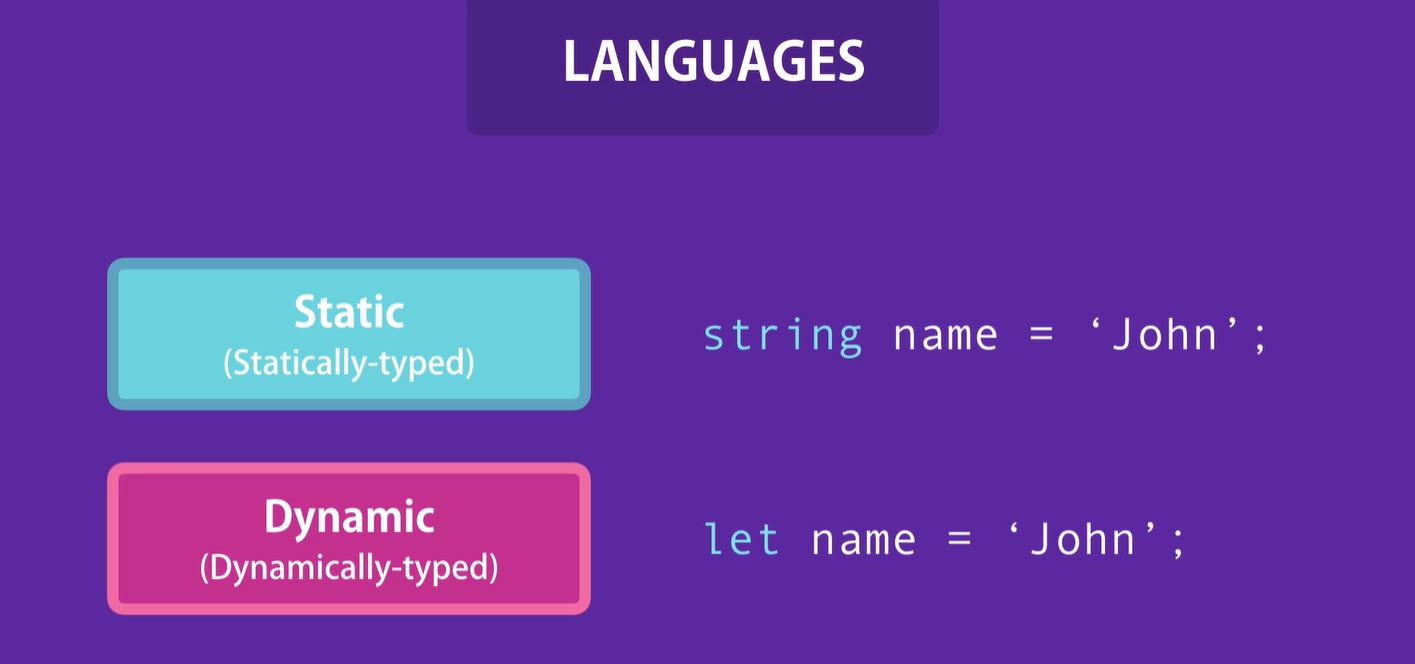 LANGUAGES
Static
(Statically-typed)
string name = ‘John’;
Dynamic
(Dynamically-typed)
let name = ‘John’;